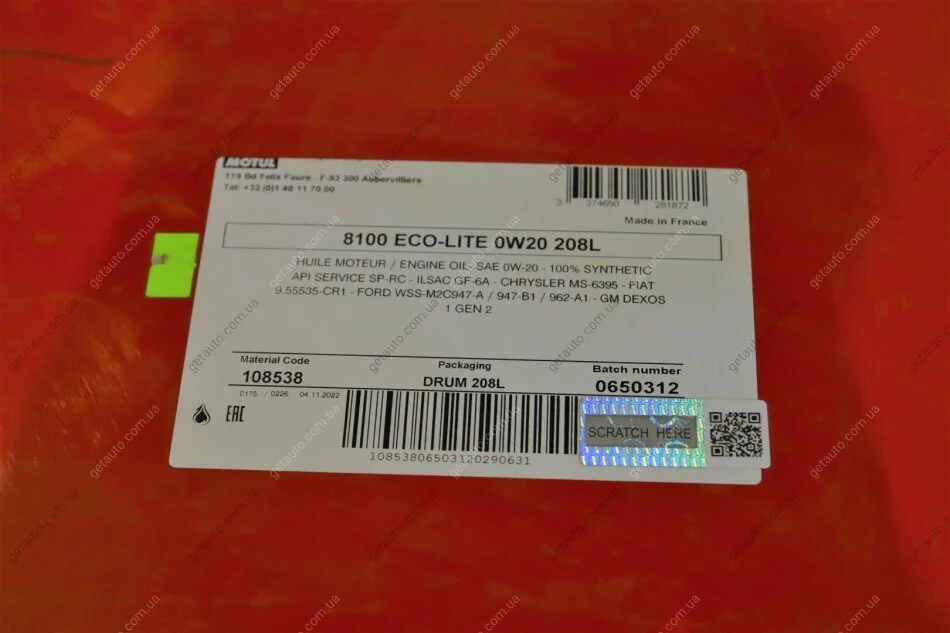 MOTUL
119 Bd Felix Faure - F-93 300 Aubervilliers
Tel: +33 (0)1 48 11 70 00
3 374650 281872
Made in France
8100 ECO-LITE 0W20 208L
HUILE MOTEUR / ENGINE OIL: SAE 0W-20 - 100% SYNTHETIC
API SERVICE SP-RC - ILSAC GF-6A - CHRYSLER MS-6395 - FIAT
9.55535-CR1 - FORD WSS-M2C947-A / 947-B1 / 962-A1 - GM DEXOS
1 GEN 2
Material Code
108538
Packaging
DRUM 208L
Batch number
0650312
0175 / 0226 04.11.2022
EAC
10853806503120290631
SCRATCH HERE
getauto.com.ua